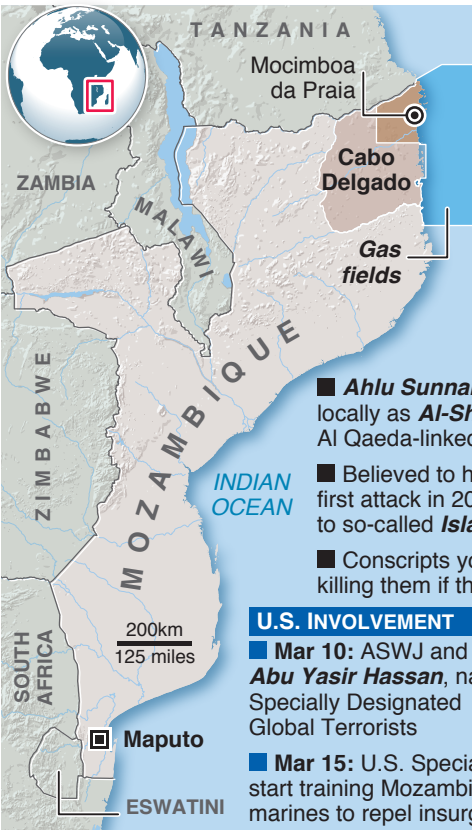 TANZANIA
Mocimboa
da Praia
Cabo
Delgado
ZAMBIA
MALAWI
Gas
fields
ZIMBABWE
MOZAMBIQUE
INDIAN
OCEAN
■ Ahlu Sunna
locally as Al-Sh
Al Qaeda-linked
■ Believed to h
first attack in 20
to so-called Isla
■ Conscripts yo
killing them if th
200km
125 miles
U.S. INVOLVEMENT
■ Mar 10: ASWJ and
Abu Yasir Hassan, na
Specially Designated
Global Terrorists
■ Mar 15: U.S. Specia
start training Mozambi
marines to repel insurg
SOUTH
AFRICA
Maputo
ESWATINI